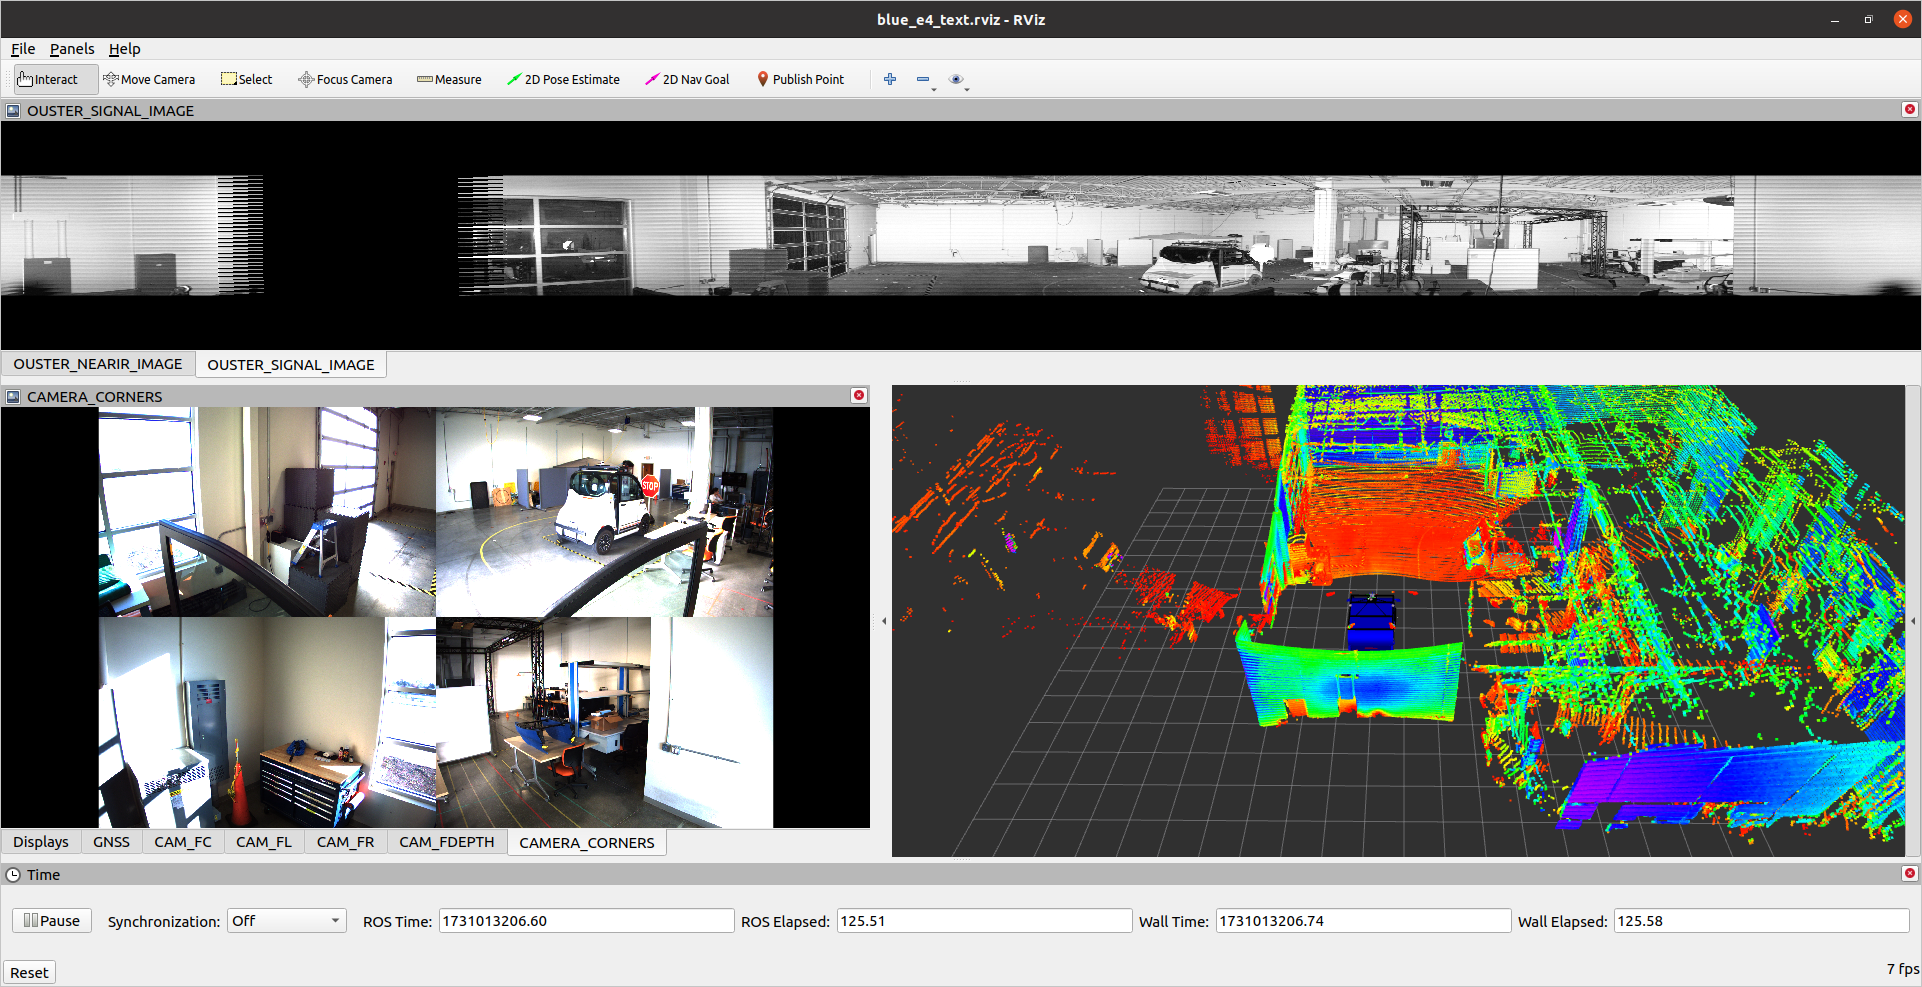 blue_e4_text.rviz - RViz
File Panels Help
Interact Move Camera Select Focus Camera Measure 2D Pose Estimate 2D Nav Goal Publish Point
OUSTER_SIGNAL_IMAGE
OUSTER_NEARIR_IMAGE OUSTER_SIGNAL_IMAGE
CAMERA_CORNERS
STOP
Displays GNSS CAM_FC CAM_FL CAM_FR CAM_FDEPTH CAMERA_CORNERS
Time
Pause Synchronization: Off ROS Time: 1731013206.60 ROS Elapsed: 125.51 Wall Time: 1731013206.74 Wall Elapsed: 125.58
Reset 7 fps